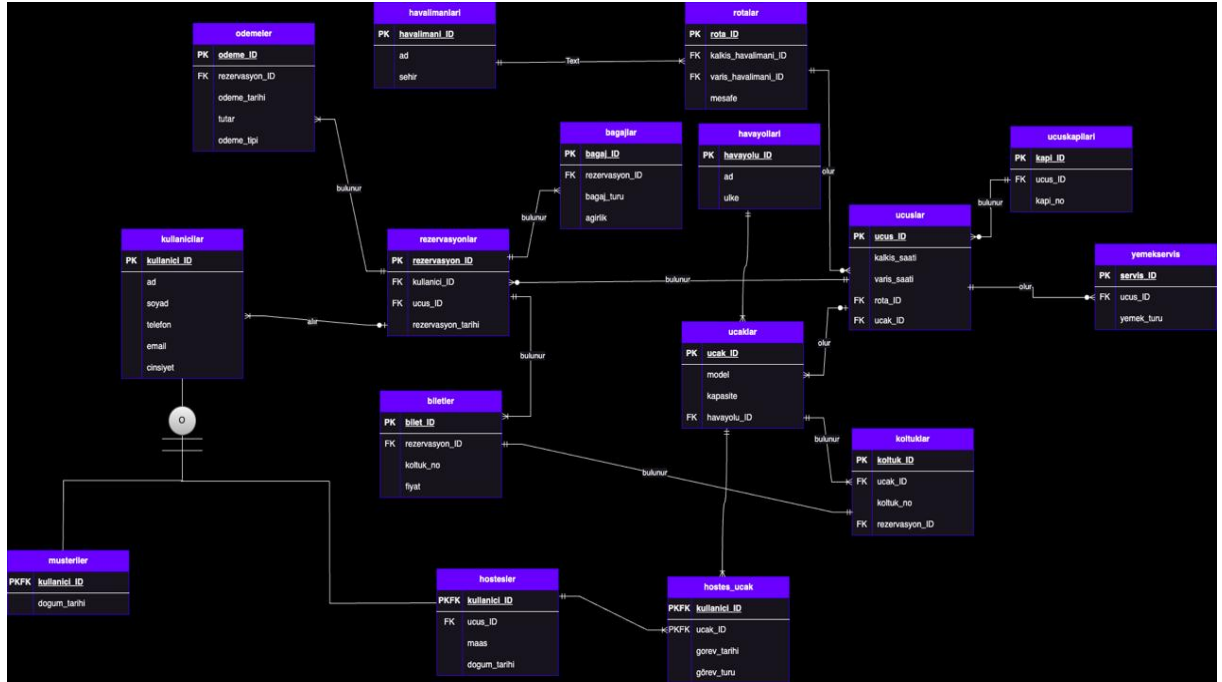 havalimanlari
PK havalimani_ID
ad
sehir
rotalar
PK rota_ID
FK kalkis_havalimani_ID
FK varis_havalimani_ID
mesafe
Text
odemeler
PK odeme_ID
FK rezervasyon_ID
odeme_tarihi
tutar
odeme_tipi
bagajlar
PK bagaj_ID
FK rezervasyon_ID
bagaj_turu
agirlik
havayollari
PK havayolu_ID
ad
ulke
ucuskapilari
PK kapi_ID
FK ucus_ID
kapi_no
olur
bulunur
bulunur
bulunur
kullanicilar
PK kullanici_ID
ad
soyad
telefon
email
cinsiyet
rezervasyonlar
PK rezervasyon_ID
FK kullanici_ID
FK ucus_ID
rezervasyon_tarihi
ucuslar
PK ucus_ID
kalkis_saati
varis_saati
FK rota_ID
FK ucak_ID
yemekservis
PK servis_ID
FK ucus_ID
yemek_turu
bulunur
olur
alir
bulunur
olur
ucaklar
PK ucak_ID
model
kapasite
FK havayolu_ID
biletler
PK bilet_ID
FK rezervasyon_ID
koltuk_no
fiyat
bulunur
bulunur
koltuklar
PK koltuk_ID
FK ucak_ID
koltuk_no
FK rezervasyon_ID
O
musteriler
PKFK kullanici_ID
dogum_tarihi
hostesler
PKFK kullanici_ID
FK ucus_ID
maas
dogum_tarihi
hostes_ucak
PKFK kullanici_ID
PKFK ucak_ID
gorev_tarihi
görev_turu